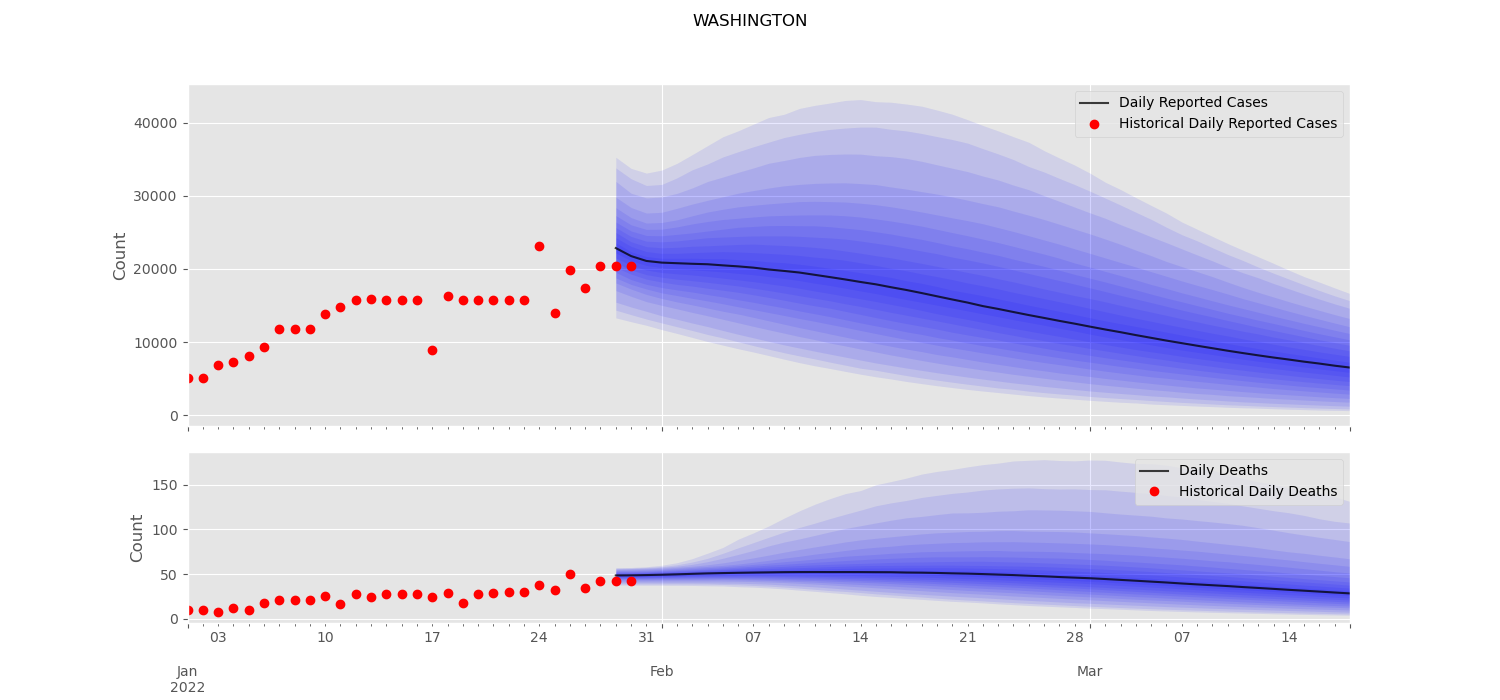 WASHINGTON
Daily Reported Cases
Historical Daily Reported Cases
Count
40000
30000
20000
10000
0
Daily Deaths
Historical Daily Deaths
Count
150
100
50
0
03 10 17 24 31 07 14 21 28 07 14
Jan Feb Mar
2022